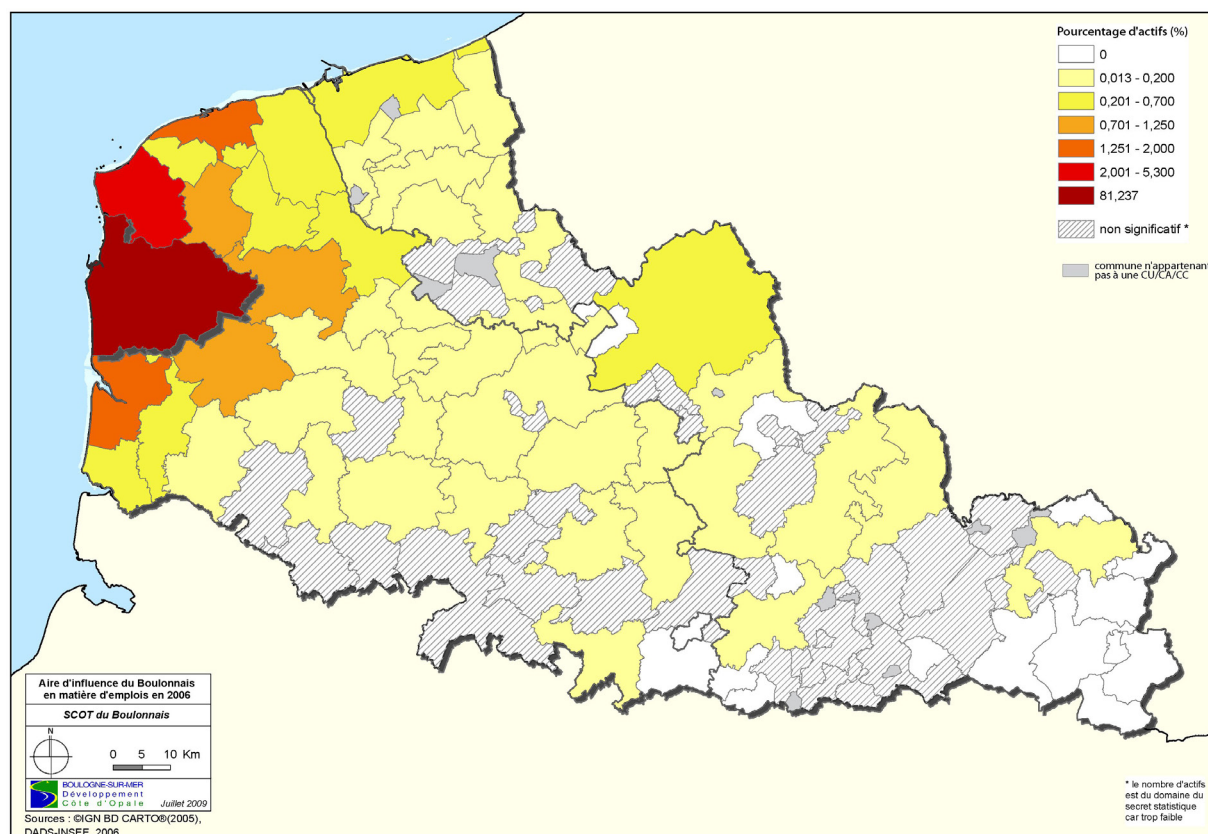 Pourcentage d'actifs (%)
0
0,013 - 0,200
0,201 - 0,700
0,701 - 1,250
1,251 - 2,000
2,001 - 5,300
81,237
non significatif *
commune n'appartenant
pas à une CU/CA/CC
Aire d'influence du Boulonnais
en matière d'emplois en 2006
SCOT du Boulonnais
N
0 5 10 Km
BOULOGNE-SUR-MER
Développement
Côte d'Opale
Juillet 2009
Sources : ©IGN BD CARTO®(2005),
DADS-INSEE, 2006
* le nombre d'actifs
est du domaine du
secret statistique
car trop faible